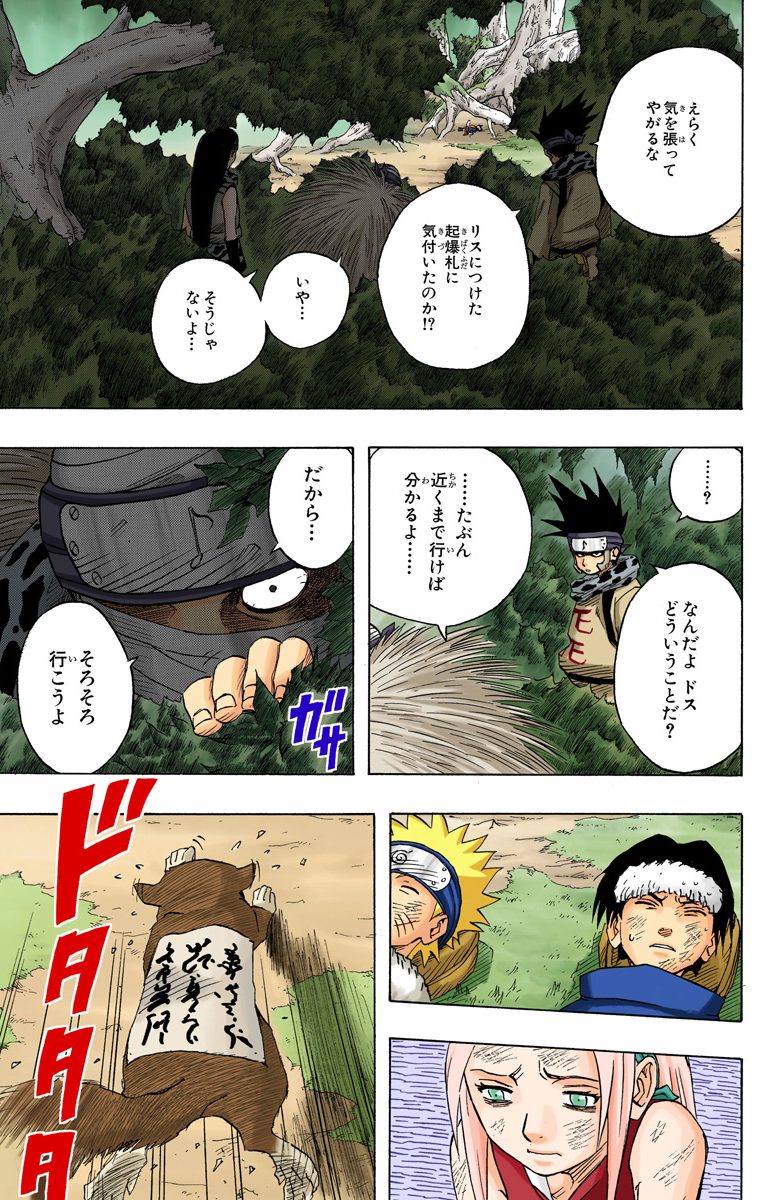 えらく
気を張って
やがるな
リスにつけた
起爆札に
気付いたのか!?
いや…
そうじゃ
ないよ…
……?
なんだよ ドス
どういうことだ?
……たぶん
近くまで行けば
分かるよ……
だから…
そろそろ
行こうよ
ガサ
ドタタタ